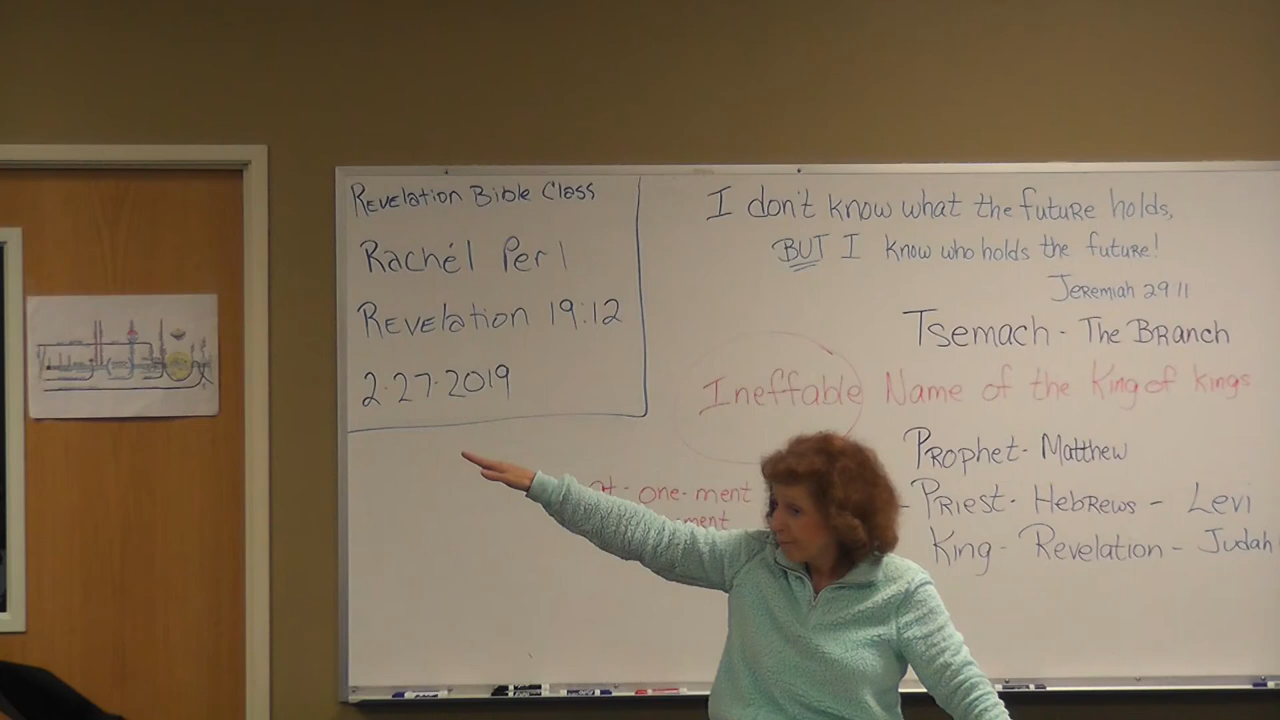 Revelation Bible Class
Rachél Perl
Revelation 19:12
2-27-2019
I don't know what the future holds,
BUT I know who holds the future!
Jeremiah 29 11
Tsemach - The Branch
Ineffable Name of the King of kings
Prophet - Matthew
at-one-ment
- Priest - Hebrews - Levi
ment
King - Revelation - Judah